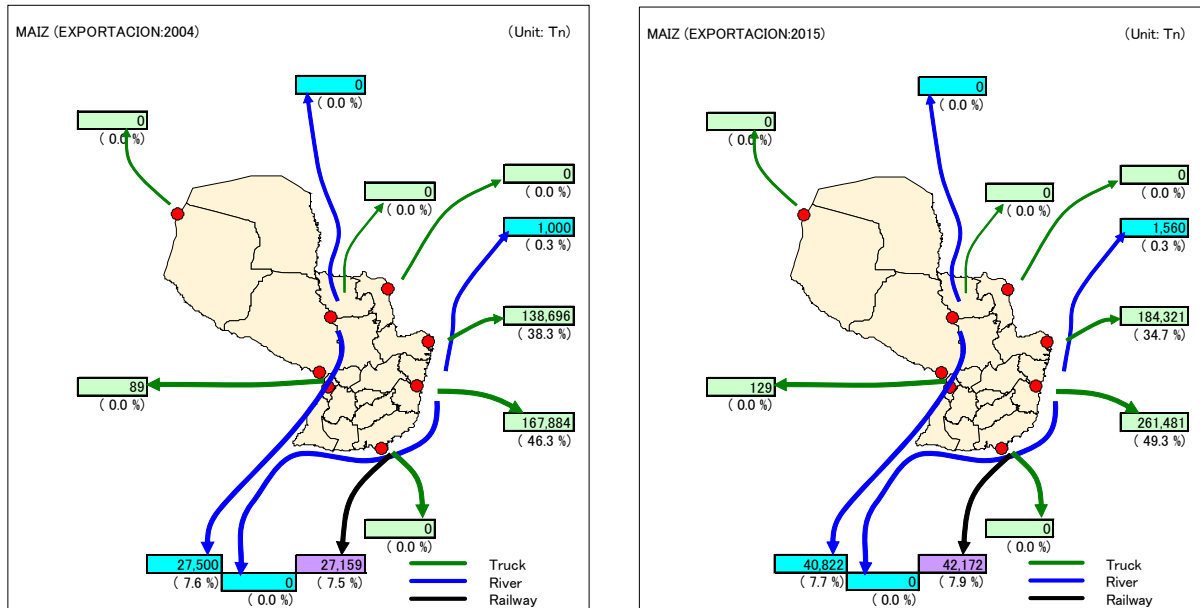 MAIZ (EXPORTACION:2004)
(Unit: Tn)
0
( 0.0 %)
0
( 0.0 %)
0
( 0.0 %)
0
( 0.0 %)
1,000
( 0.3 %)
138,696
( 38.3 %)
89
( 0.0 %)
167,884
( 46.3 %)
0
( 0.0 %)
27,500
( 7.6 %)
0
( 0.0 %)
27,159
( 7.5 %)
Truck
River
Railway
MAIZ (EXPORTACION:2015)
(Unit: Tn)
0
( 0.0 %)
0
( 0.0 %)
0
( 0.0 %)
0
( 0.0 %)
1,560
( 0.3 %)
184,321
( 34.7 %)
129
( 0.0 %)
261,481
( 49.3 %)
0
( 0.0 %)
40,822
( 7.7 %)
0
( 0.0 %)
42,172
( 7.9 %)
Truck
River
Railway